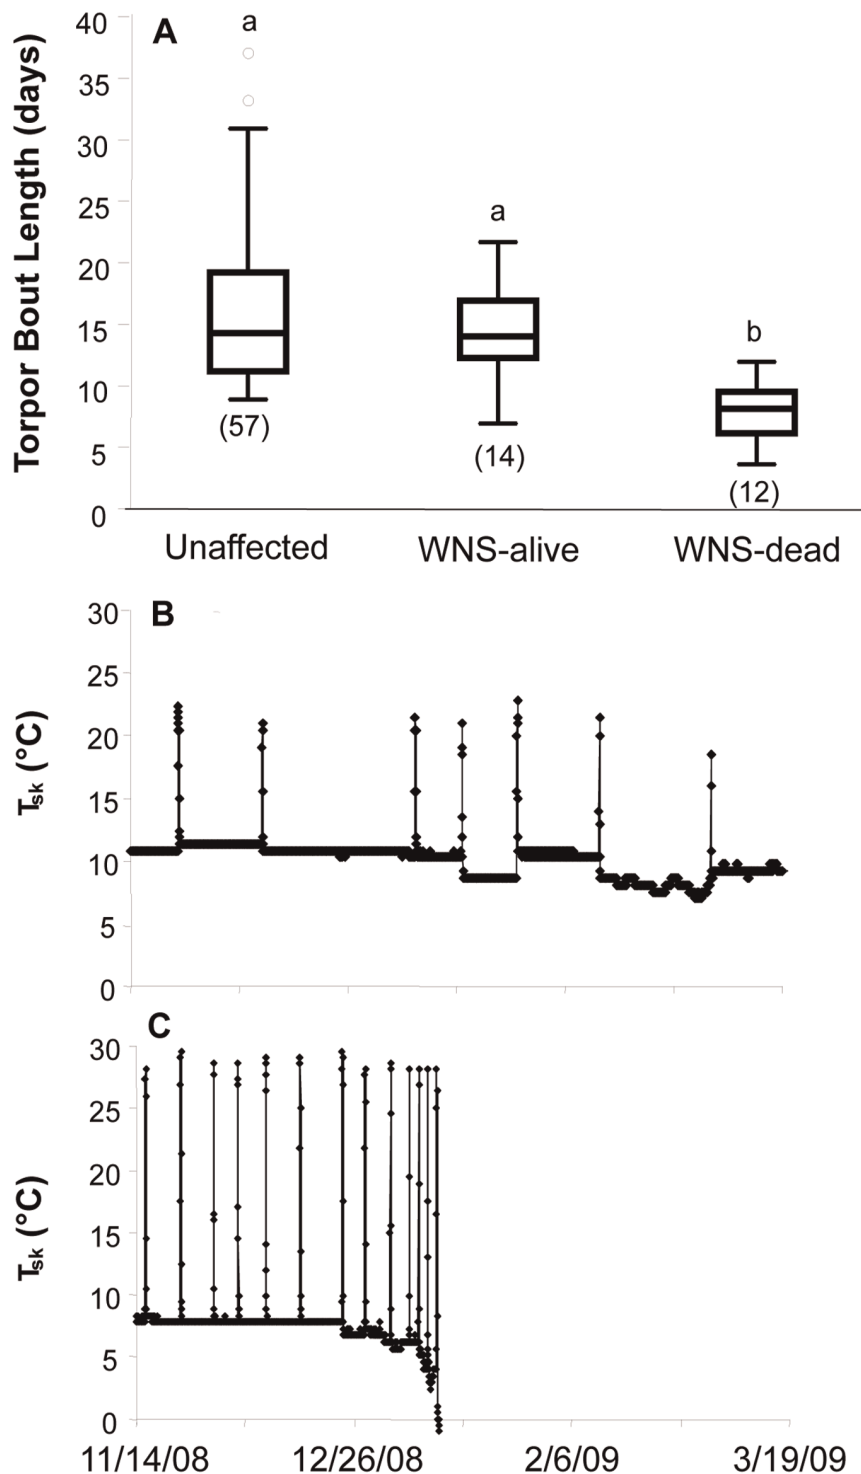 A
a
40
35
30
25
20
15
10
5
0
Torpor Bout Length (days)
a
b
(57)
(14)
(12)
Unaffected
WNS-alive
WNS-dead
B
30
25
20
15
10
5
0
Tsk (°C)
C
30
25
20
15
10
5
0
Tsk (°C)
11/14/08
12/26/08
2/6/09
3/19/09